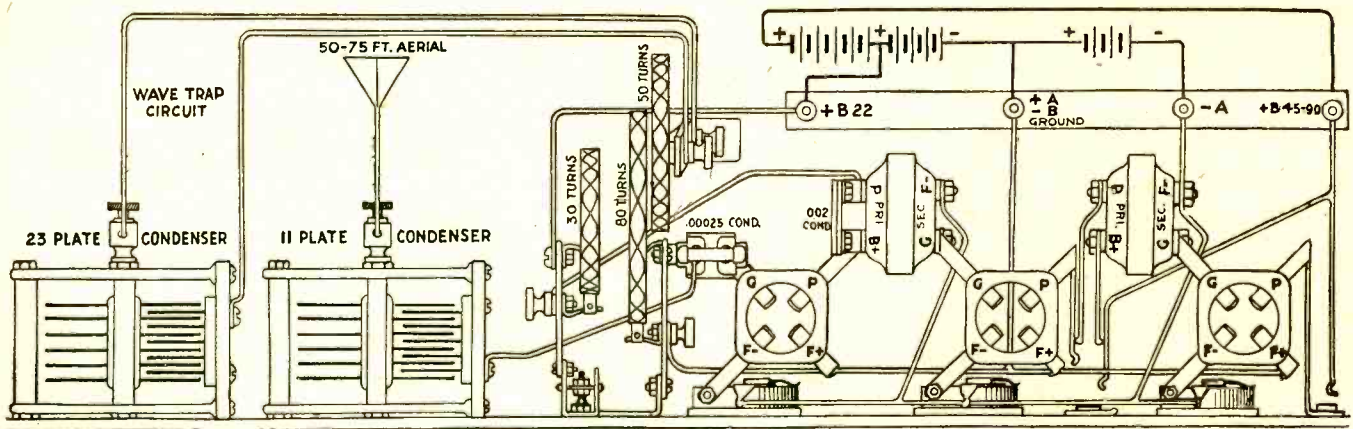 50-75 FT. AERIAL
WAVE TRAP
CIRCUIT
23 PLATE CONDENSER
11 PLATE CONDENSER
30 TURNS
80 TURNS
50 TURNS
.00025 COND.
002
COND
+ + - + -
+B 22
+ A
- B
GROUND
- A
+B 45-90
P PRI. B+
F- SEC. G
P PRI. B+
F- SEC. G
G P
F- F+
G P
F- F+
G P
F- F+